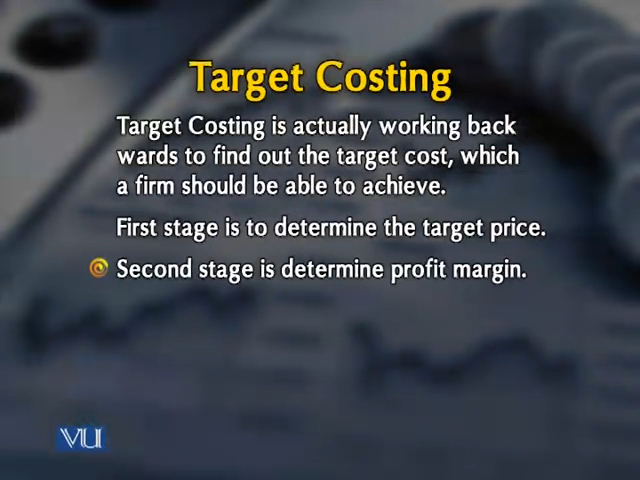 Target Costing
Target Costing is actually working back
wards to find out the target cost, which
a firm should be able to achieve.
First stage is to determine the target price.
Second stage is determine profit margin.
VU